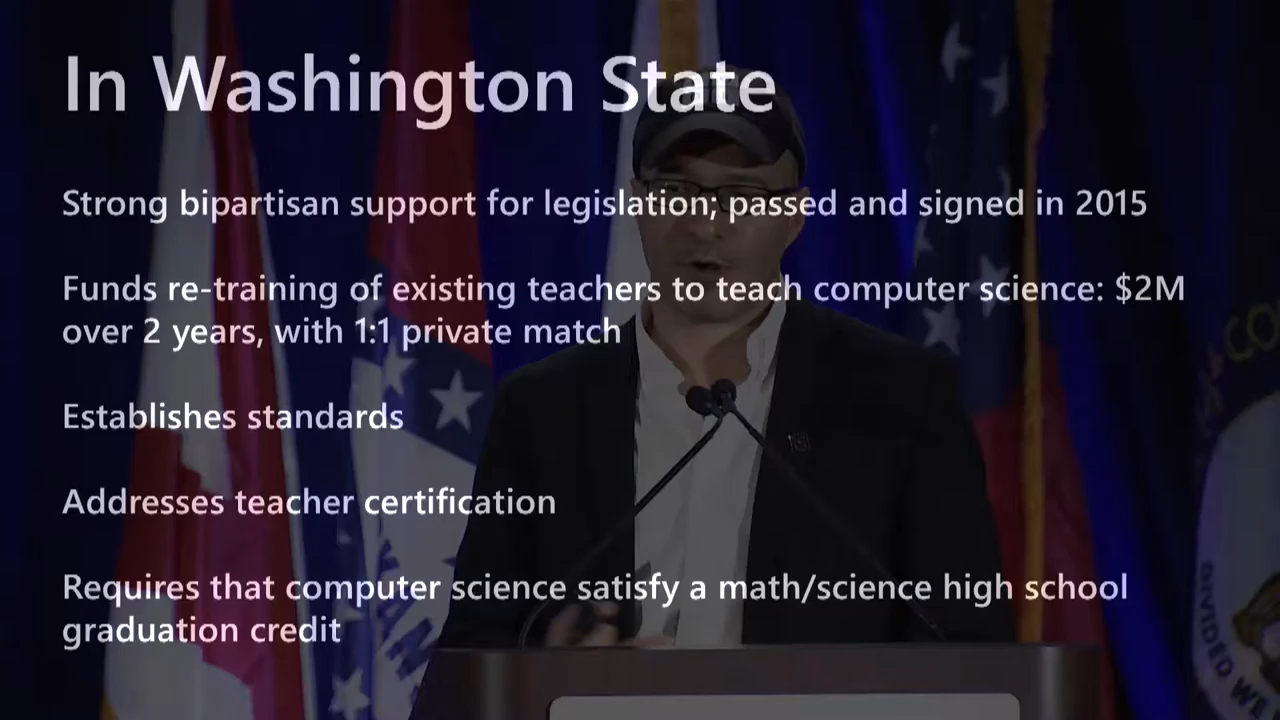 In Washington State
Strong bipartisan support for legislation; passed and signed in 2015
Funds re-training of existing teachers to teach computer science: $2M
over 2 years, with 1:1 private match
Establishes standards
Addresses teacher certification
Requires that computer science satisfy a math/science high school
graduation credit
DIVIDED WE